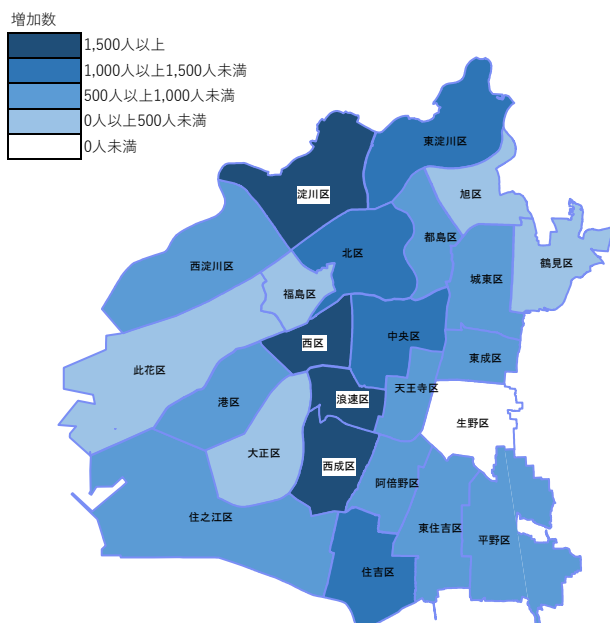 増加数
1,500人以上
1,000人以上1,500人未満
500人以上1,000人未満
0人以上500人未満
0人未満
東淀川区
淀川区
旭区
都島区
北区
鶴見区
西淀川区
城東区
福島区
中央区
西区
東成区
此花区
天王寺区
浪速区
港区
生野区
大正区
西成区
阿倍野区
住之江区
東住吉区
平野区
住吉区